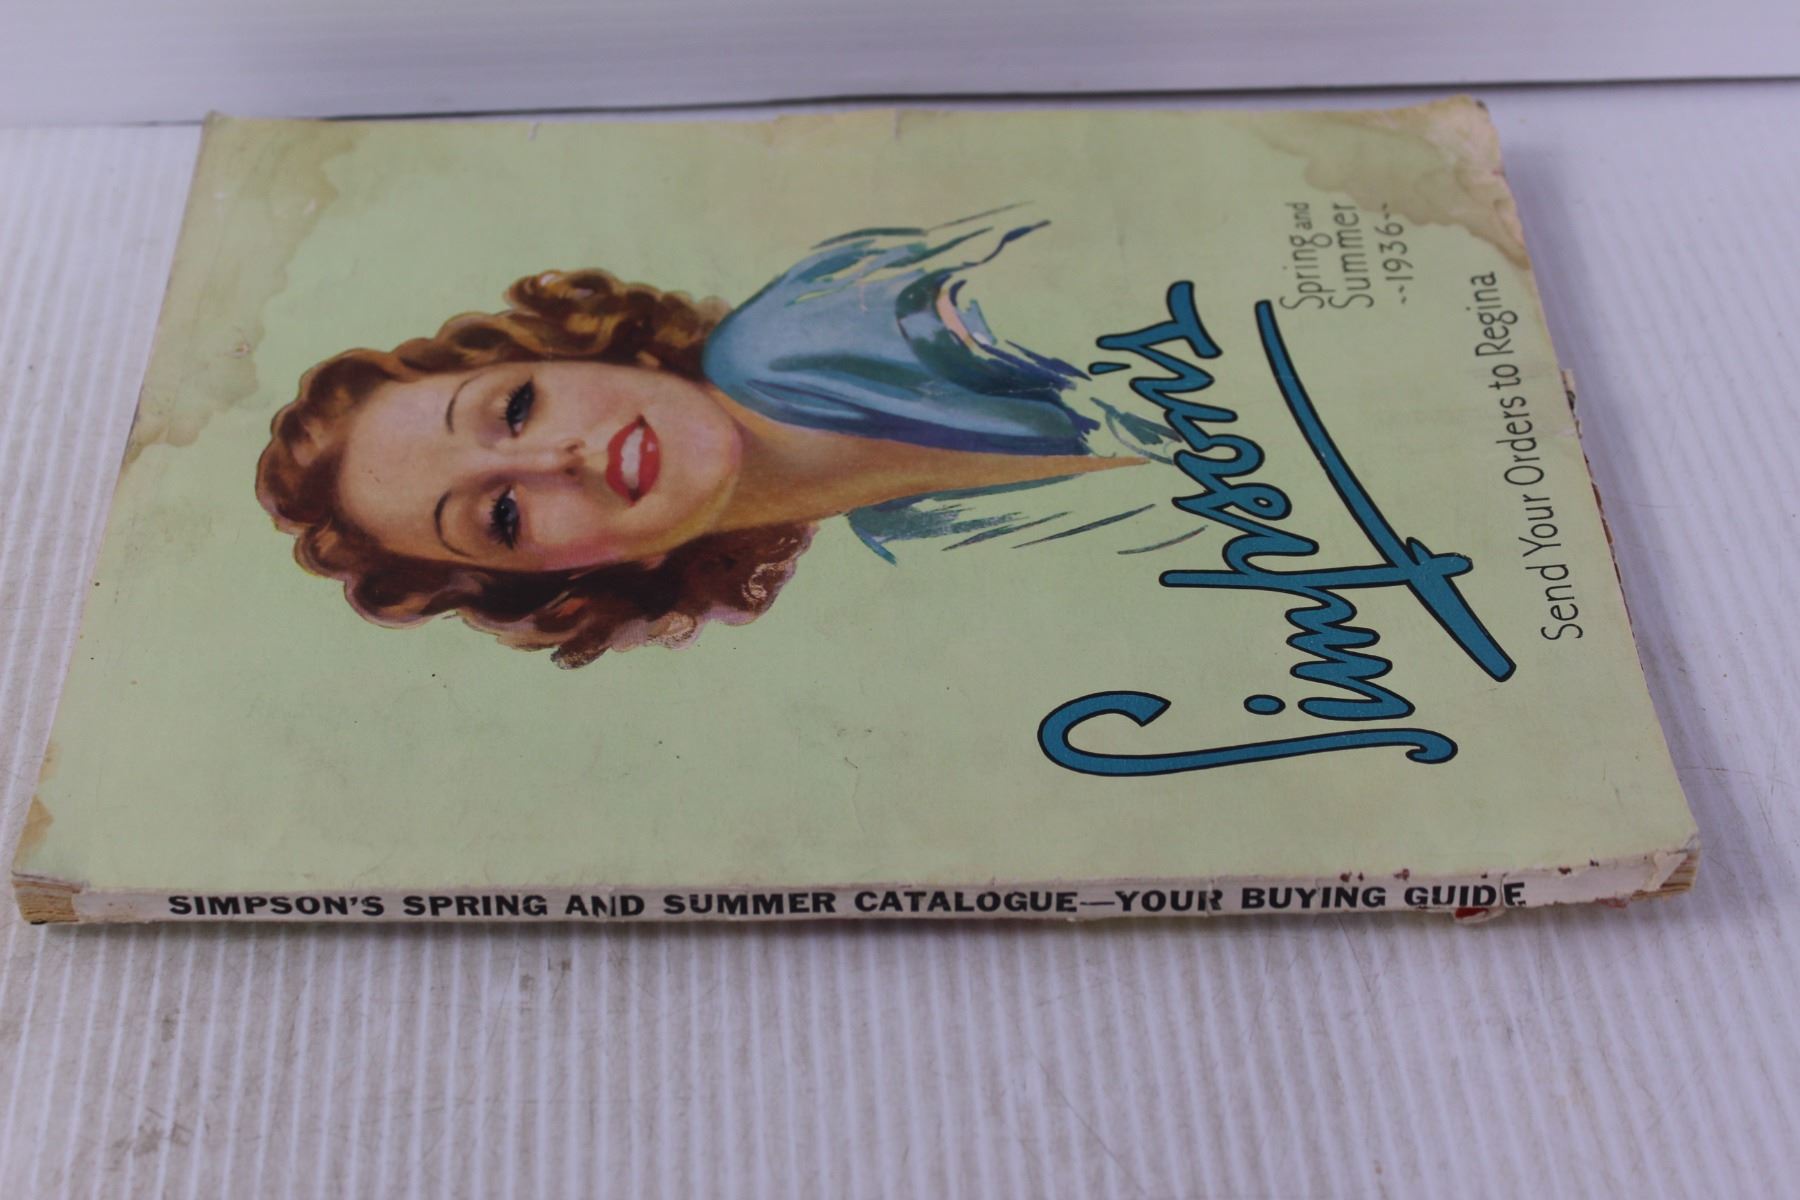 Simpson's
Spring and
Summer
--1936--
Send Your Orders to Regina
SIMPSON'S SPRING AND SUMMER CATALOGUE—YOUR BUYING GUIDE